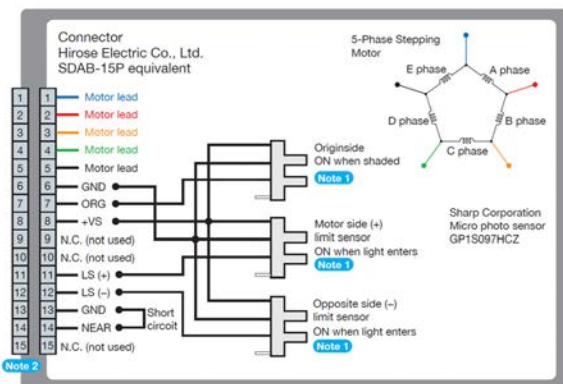 Connector
Hirose Electric Co., Ltd.
SDAB-15P equivalent
5-Phase Stepping
Motor
E phase
A phase
D phase
B phase
C phase
1 1 Motor lead
2 2 Motor lead
3 3 Motor lead
4 4 Motor lead
5 5 Motor lead
6 6 GND
7 7 ORG
8 8 +VS
9 9 N.C. (not used)
10 10 N.C. (not used)
11 11 LS (+)
12 12 LS (–)
13 13 GND
14 14 NEAR
15 15 N.C. (not used)
Short
circoit
Originside
ON when shaded
Note 1
Motor side (+)
limit sensor
ON when light enters
Note 1
Opposite side (–)
limit sensor
ON when light enters
Note 1
Sharp Corporation
Micro photo sensor
GP1S097HCZ
Note 2